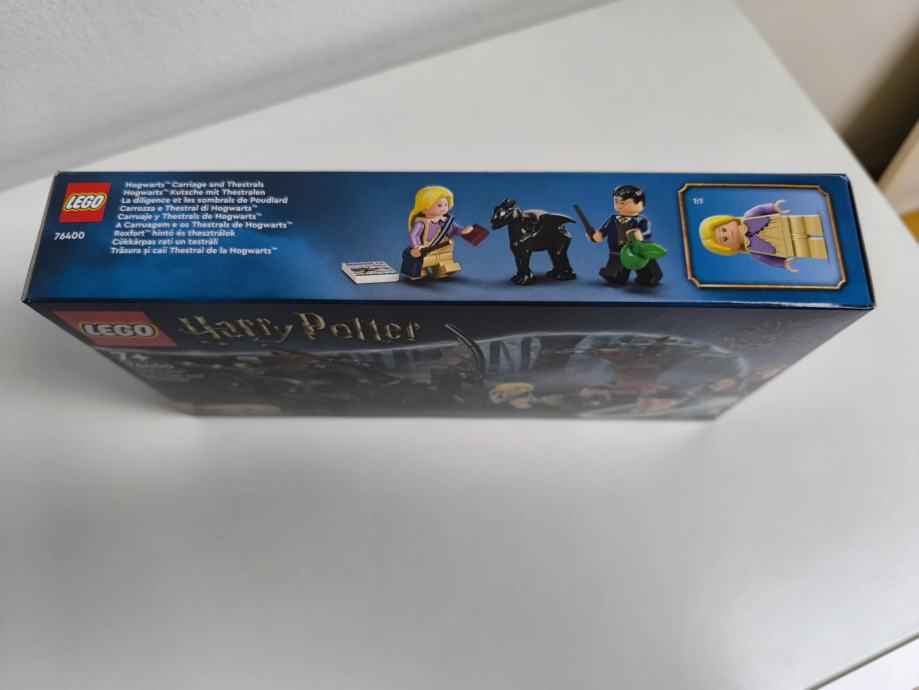 LEGO
76400
Hogwarts™ Carriage and Thestrals
Hogwarts™ Kutsche mit Thestralen
La diligence et les sombrals de Poudlard
Carrozza e Thestral di Hogwarts™
Carruaje y Thestrals de Hogwarts™
A Carruagem e os Thestrals de Hogwarts™
Roxfort™ hintó és thesztrálok
Cūkkārpas rati un testrāli
Trăsura și caii Thestral de la Hogwarts™
1:1
LEGO
Harry Potter
7+
76400